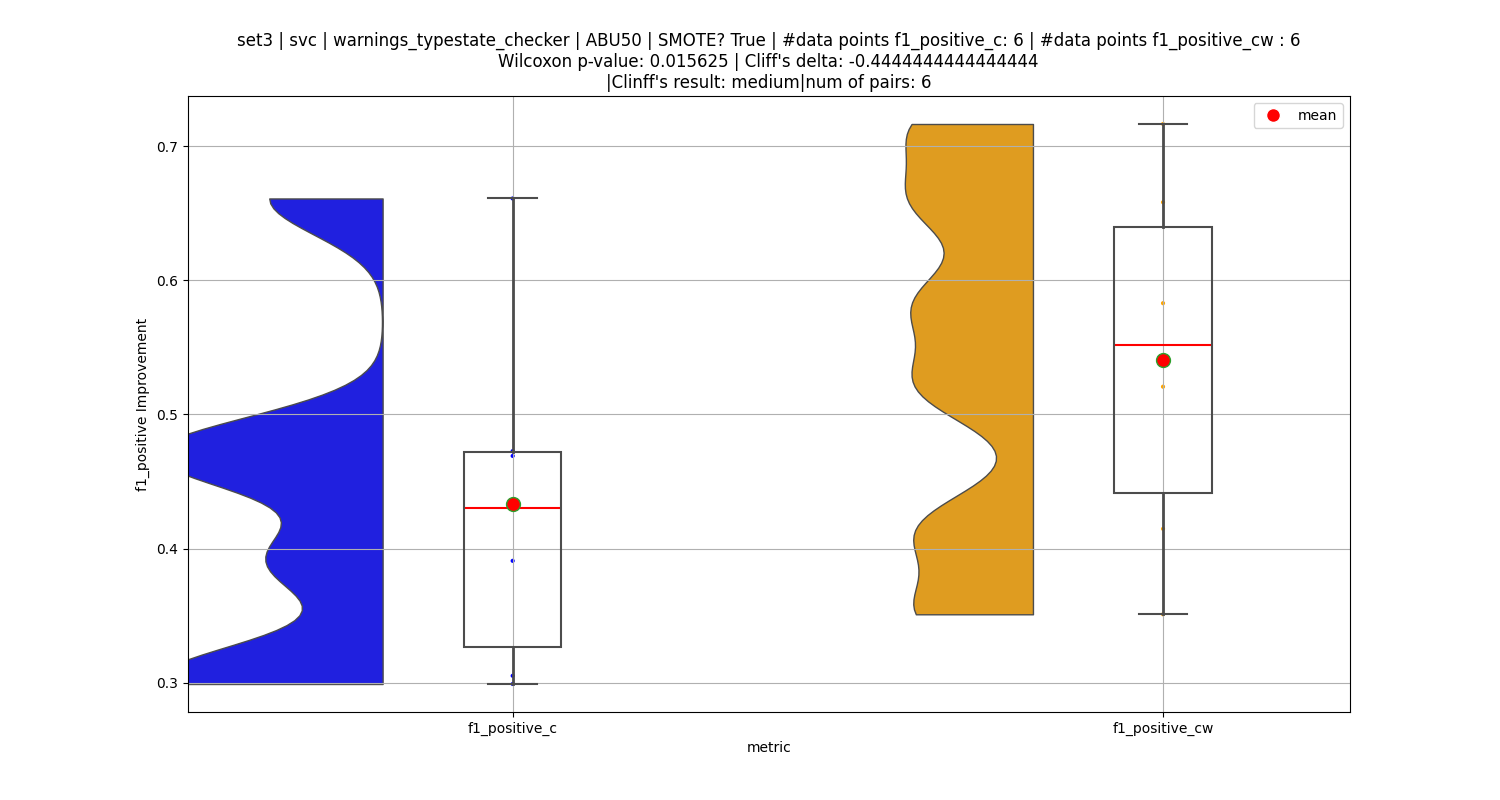 set3 | svc | warnings_typestate_checker | ABU50 | SMOTE? True | #data points f1_positive_c: 6 | #data points f1_positive_cw : 6
Wilcoxon p-value: 0.015625 | Cliff's delta: -0.4444444444444444
|Clinff's result: medium|num of pairs: 6
mean
0.7
0.6
0.5
0.4
0.3
f1_positive Improvement
f1_positive_c
f1_positive_cw
metric